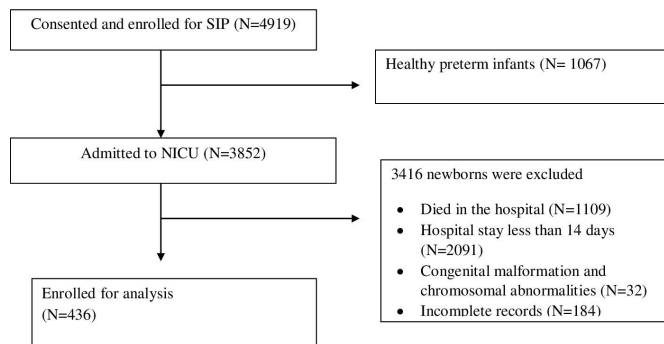 Consented and enrolled for SIP (N=4919)
Healthy preterm infants (N= 1067)
Admitted to NICU (N=3852)
3416 newborns were excluded
• Died in the hospital (N=1109)
• Hospital stay less than 14 days
(N=2091)
• Congenital malformation and
chromosomal abnormalities (N=32)
• Incomplete records (N=184)
Enrolled for analysis
(N=436)